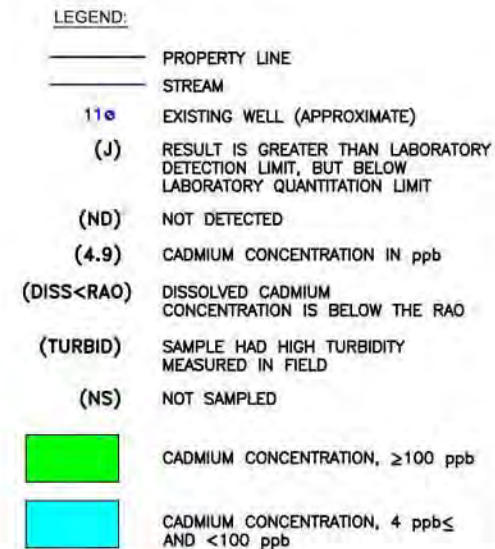 LEGEND:
PROPERTY LINE
STREAM
11 EXISTING WELL (APPROXIMATE)
(J) RESULT IS GREATER THAN LABORATORY
DETECTION LIMIT, BUT BELOW
LABORATORY QUANTITATION LIMIT
(ND) NOT DETECTED
(4.9) CADMIUM CONCENTRATION IN ppb
(DISS<RAO) DISSOLVED CADMIUM
CONCENTRATION IS BELOW THE RAO
(TURBID) SAMPLE HAD HIGH TURBIDITY
MEASURED IN FIELD
(NS) NOT SAMPLED
CADMIUM CONCENTRATION, ≥100 ppb
CADMIUM CONCENTRATION, 4 ppb≤
AND <100 ppb